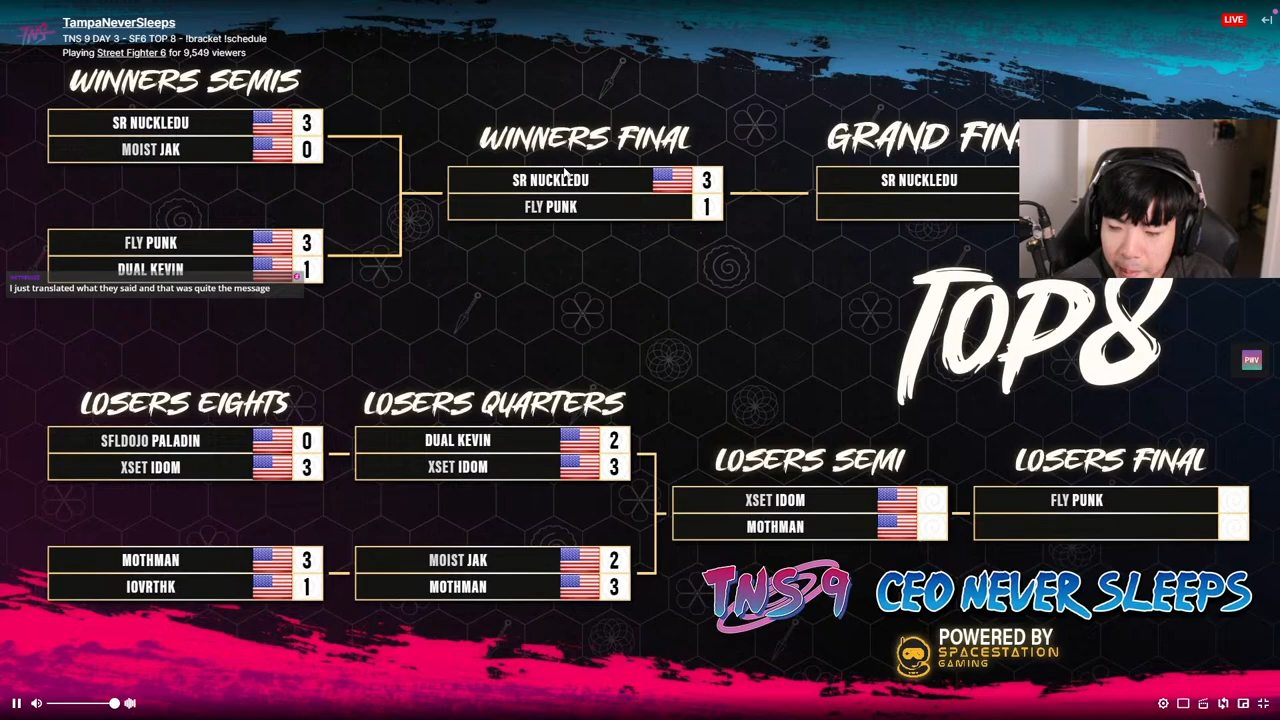 TampaNeverSleeps
TNS 9 DAY 3 - SF6 TOP 8 - !bracket !schedule
Playing Street Fighter 6 for 9,549 viewers
LIVE
TNS
WINNERS SEMIS
SR NUCKLEDU 3
MOIST JAK 0
FLY PUNK 3
DUAL KEVIN 1
I just translated what they said and that was quite the message
WINNERS FINAL
SR NUCKLEDU 3
FLY PUNK 1
GRAND FIN
SR NUCKLEDU
TOP 8
PWV
LOSERS EIGHTS
SFLDOJO PALADIN 0
XSET IDOM 3
MOTHMAN 3
IOVRTHK 1
LOSERS QUARTERS
DUAL KEVIN 2
XSET IDOM 3
MOIST JAK 2
MOTHMAN 3
LOSERS SEMI
XSET IDOM
MOTHMAN
LOSERS FINAL
FLY PUNK
TNS9
CEO NEVER SLEEPS
POWERED BY
SPACESTATION
GAMING